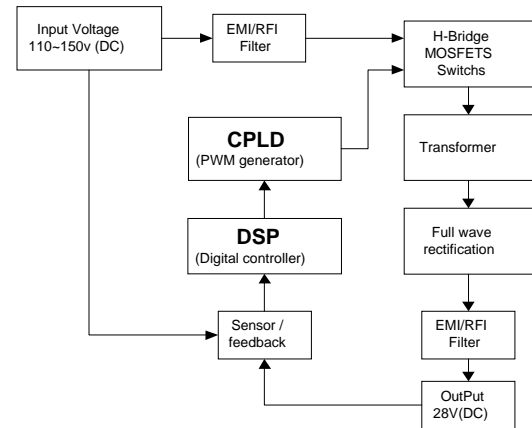 Input Voltage
110~150v (DC)
EMI/RFI
Filter
H-Bridge
MOSFETS
Switchs
CPLD
(PWM generator)
Transformer
DSP
(Digital controller)
Full wave
rectification
Sensor /
feedback
EMI/RFI
Filter
OutPut
28V(DC)